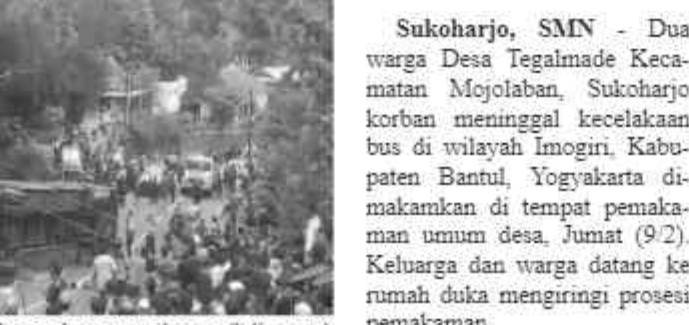 Sukoharjo, SMN - Dua
warga Desa Tegalmade Keca-
matan Mojolaban, Sukoharjo
korban meninggal kecelakaan
bus di wilayah Imogiri, Kabu-
paten Bantul, Yogyakarta di-
makamkan di tempat pemaka-
man umum desa, Jumat (9/2).
Keluarga dan warga datang ke
rumah duka mengiringi prosesi
pemakaman